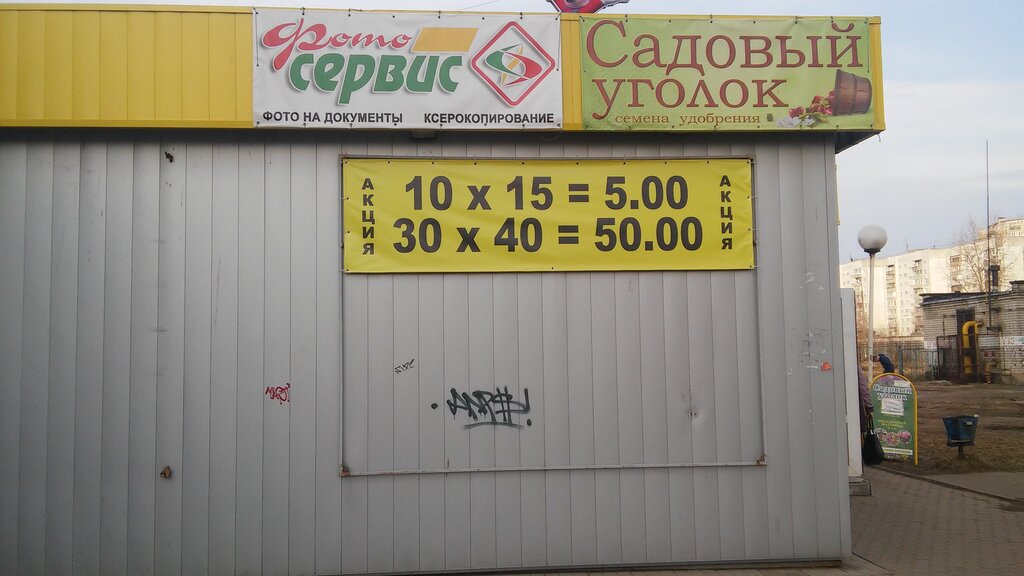 Фото
сервис
ФОТО НА ДОКУМЕНТЫ КСЕРОКОПИРОВАНИЕ
Садовый
уголок
семена удобрения
АКЦИЯ
10 x 15 = 5.00
30 x 40 = 50.00
АКЦИЯ
Садовый
уголок